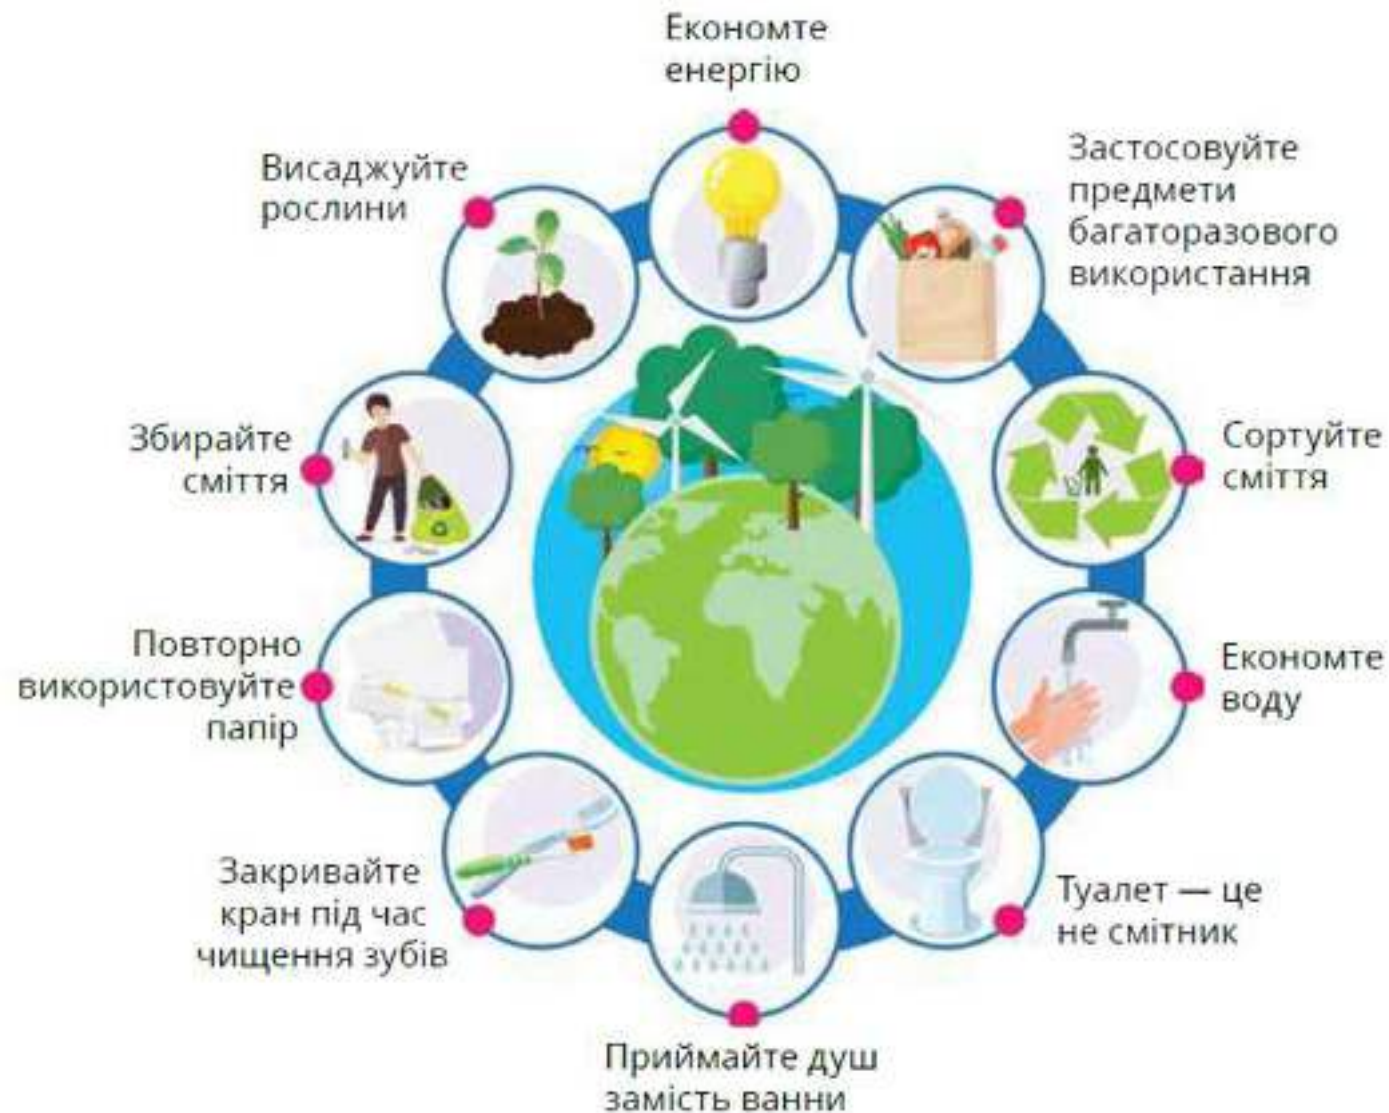 Економте
енергію
Застосовуйте
предмети
багаторазового
використання
Сортуйте
сміття
Економте
воду
Туалет — це
не смітник
Приймайте душ
замість ванни
Закривайте
кран під час
чищення зубів
Повторно
використовуйте
папір
Збирайте
сміття
Висаджуйте
рослини